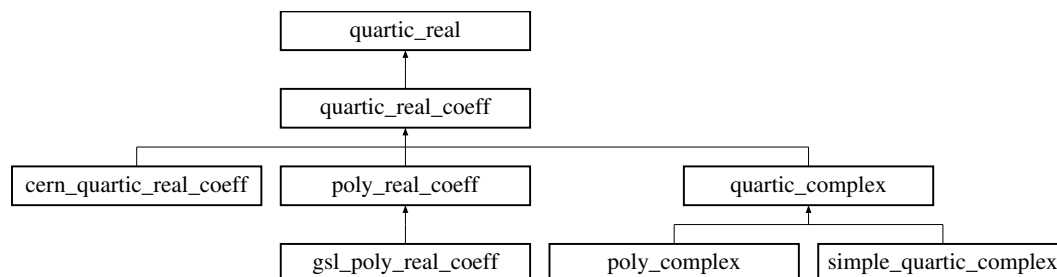 quartic_real
quartic_real_coeff
cern_quartic_real_coeff
poly_real_coeff
quartic_complex
gsl_poly_real_coeff
poly_complex
simple_quartic_complex